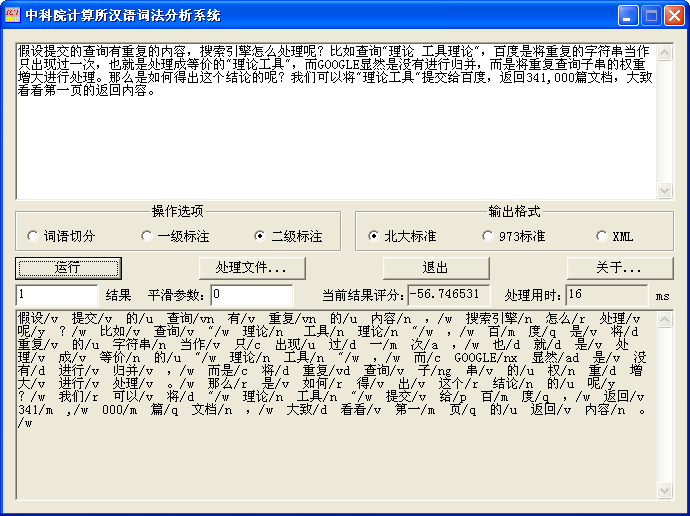 中科院计算所汉语词法分析系统
假设提交的查询有重复的内容，搜索引擎怎么处理呢？比如查询"理论 工具理论"，百度是将重复的字符串当作
只出现过一次，也就是处理成等价的"理论工具"，而GOOGLE显然是没有进行归并，而是将重复查询子串的权重
增大进行处理。那么是如何得出这个结论的呢？我们可以将"理论工具"提交给百度，返回341,000篇文档，大致
看看第一页的返回内容。
操作选项
输出格式
词语切分 一级标注 二级标注 北大标准 973标准 XML
运行 处理文件... 退出 关于...
1 结果 平滑参数： 0 当前结果评分： -56.746531 处理用时： 16 ms
假设/v 提交/v 的/u 查询/vn 有/v 重复/vn 的/u 内容/n ，/w 搜索引擎/n 怎么/r 处理/v
呢/y ？/w 比如/v 查询/v "/w 理论/n 工具/n 理论/n "/w ，/w 百/m 度/q 是/v 将/d
重复/v 的/u 字符串/n 当作/v 只/c 出现/u 过/d 一/m 次/a ，/w 也/d 就/d 是/v 处
理/v 成/v 等价/n 的/u "/w 理论/n 工具/n "/w ，/w 而/c GOOGLE/nx 显然/ad 是/v 没
有/d 进行/v 归并/v ，/w 而是/c 将/d 重复/vd 查询/v 子/ng 串/v 的/u 权/n 重/d 增
大/v 进行/v 处理/v 。/w 那么/r 是/v 如何/r 得/v 出/v 这个/r 结论/n 的/u 呢/y
？/w 我们/r 可以/v 将/d "/w 理论/n 工具/n "/w 提交/v 给/p 百/m 度/q ，/w 返回/v
341/m ,/w 000/m 篇/q 文档/n ，/w 大致/d 看看/v 第一/m 页/q 的/u 返回/v 内容/n 。
/w